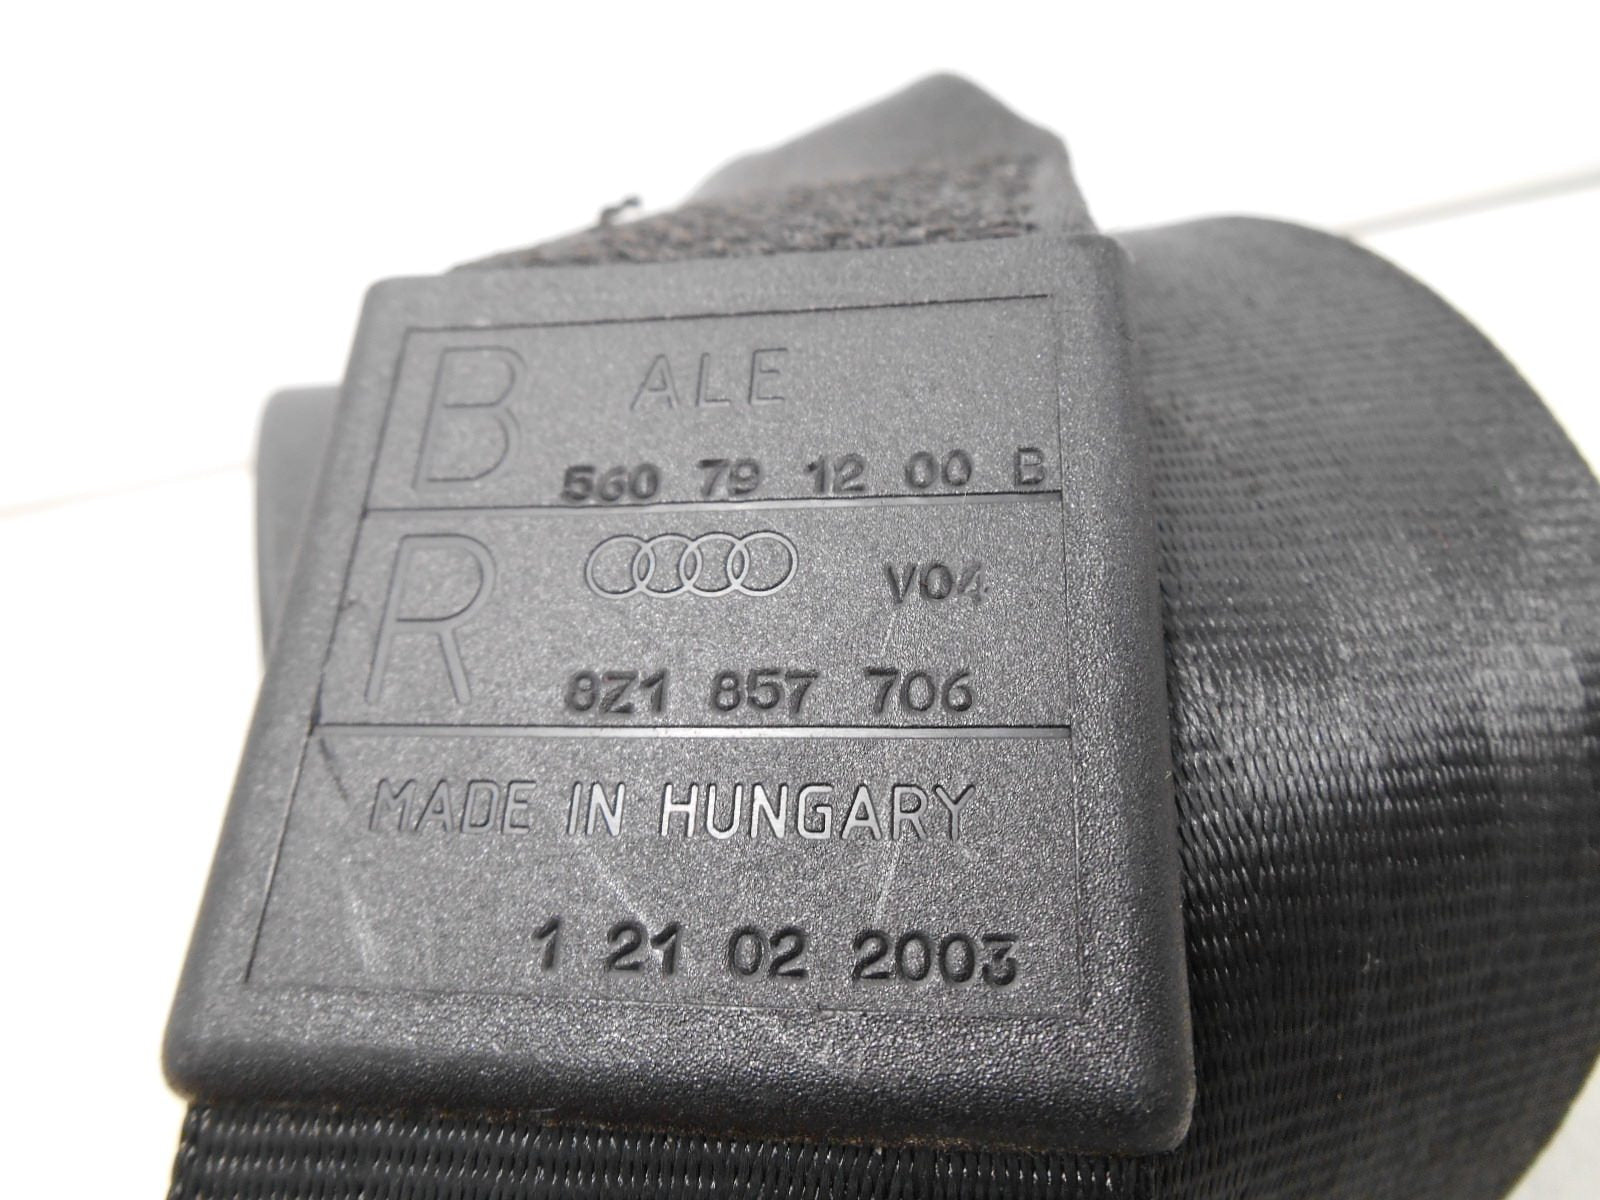 B ALE
560 79 12 00 B
R V04
8Z1 857 706
MADE IN HUNGARY
1 21 02 2003